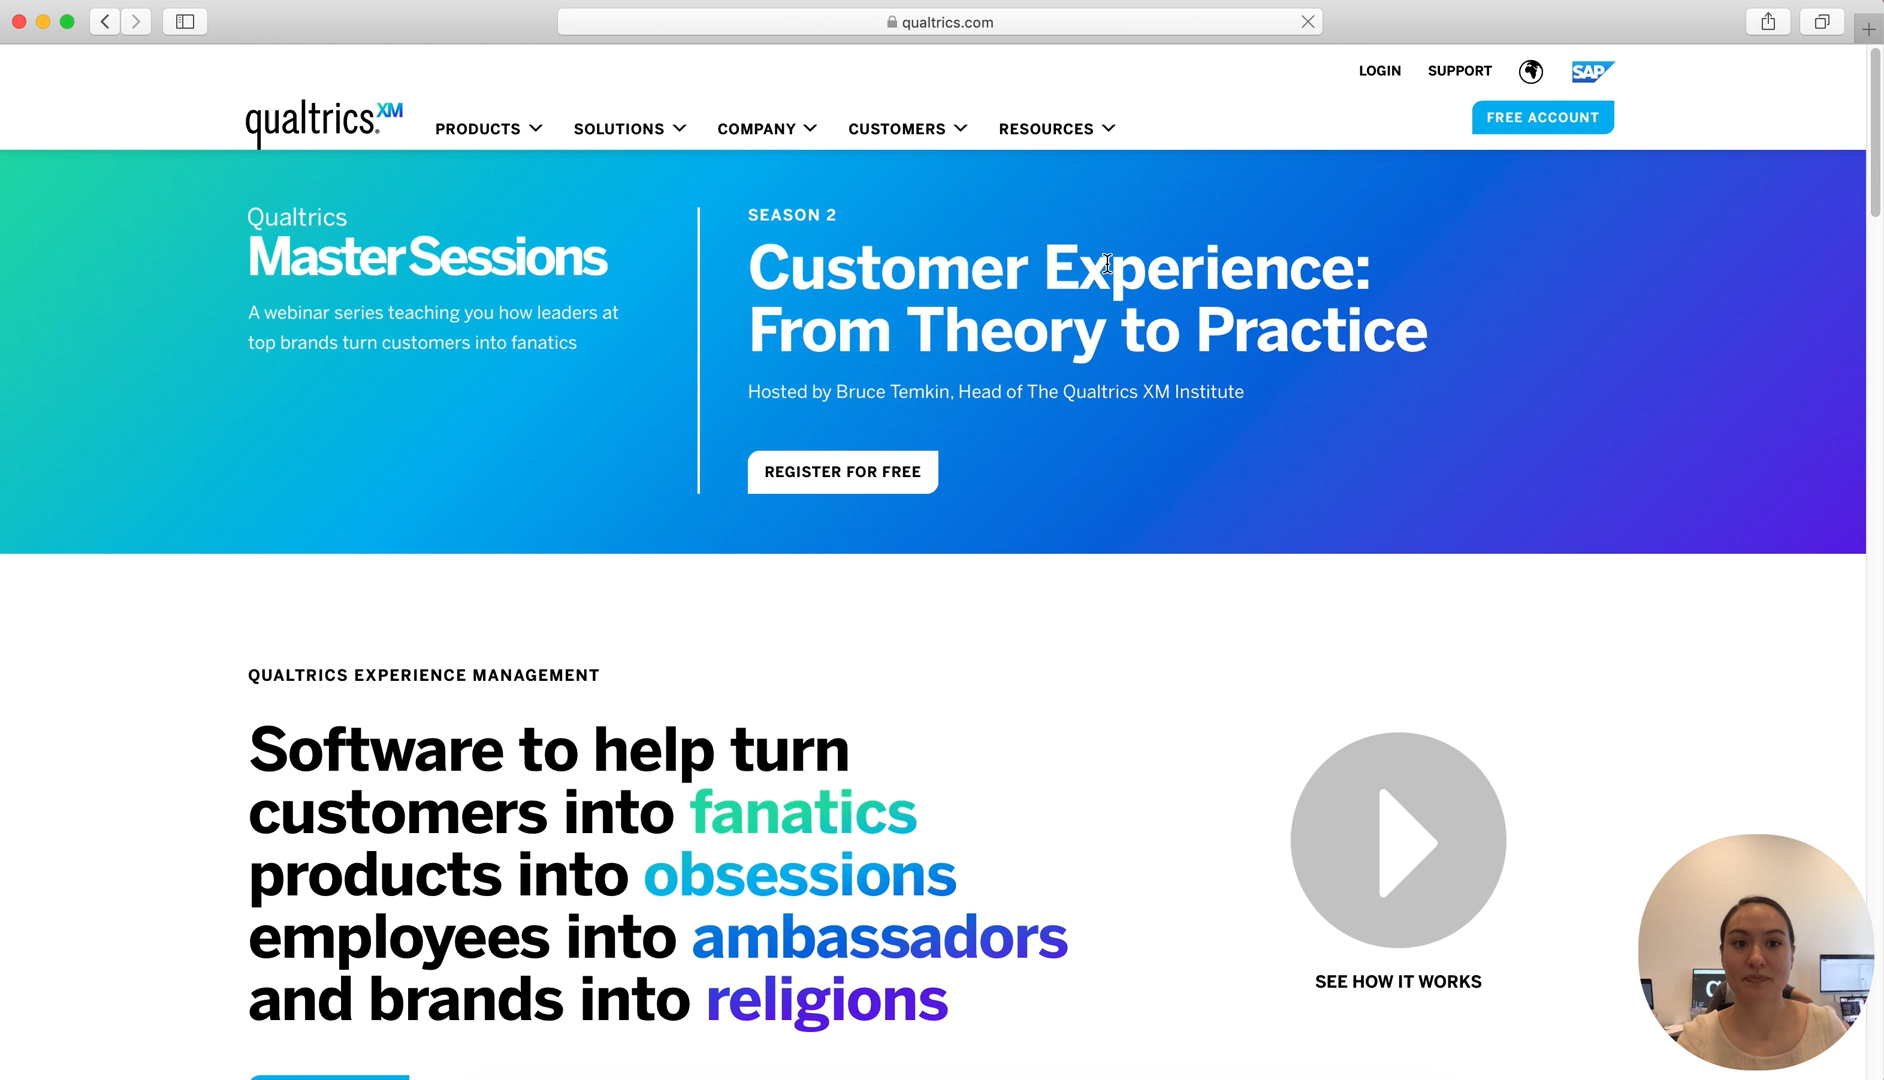 qualtrics.com
LOGIN
SUPPORT
SAP
qualtrics.XM
PRODUCTS
SOLUTIONS
COMPANY
CUSTOMERS
RESOURCES
FREE ACCOUNT
Qualtrics
MasterSessions
A webinar series teaching you how leaders at
top brands turn customers into fanatics
SEASON 2
Customer Experience:
From Theory to Practice
Hosted by Bruce Temkin, Head of The Qualtrics XM Institute
REGISTER FOR FREE
QUALTRICS EXPERIENCE MANAGEMENT
Software to help turn
customers into fanatics
products into obsessions
employees into ambassadors
and brands into religions
SEE HOW IT WORKS